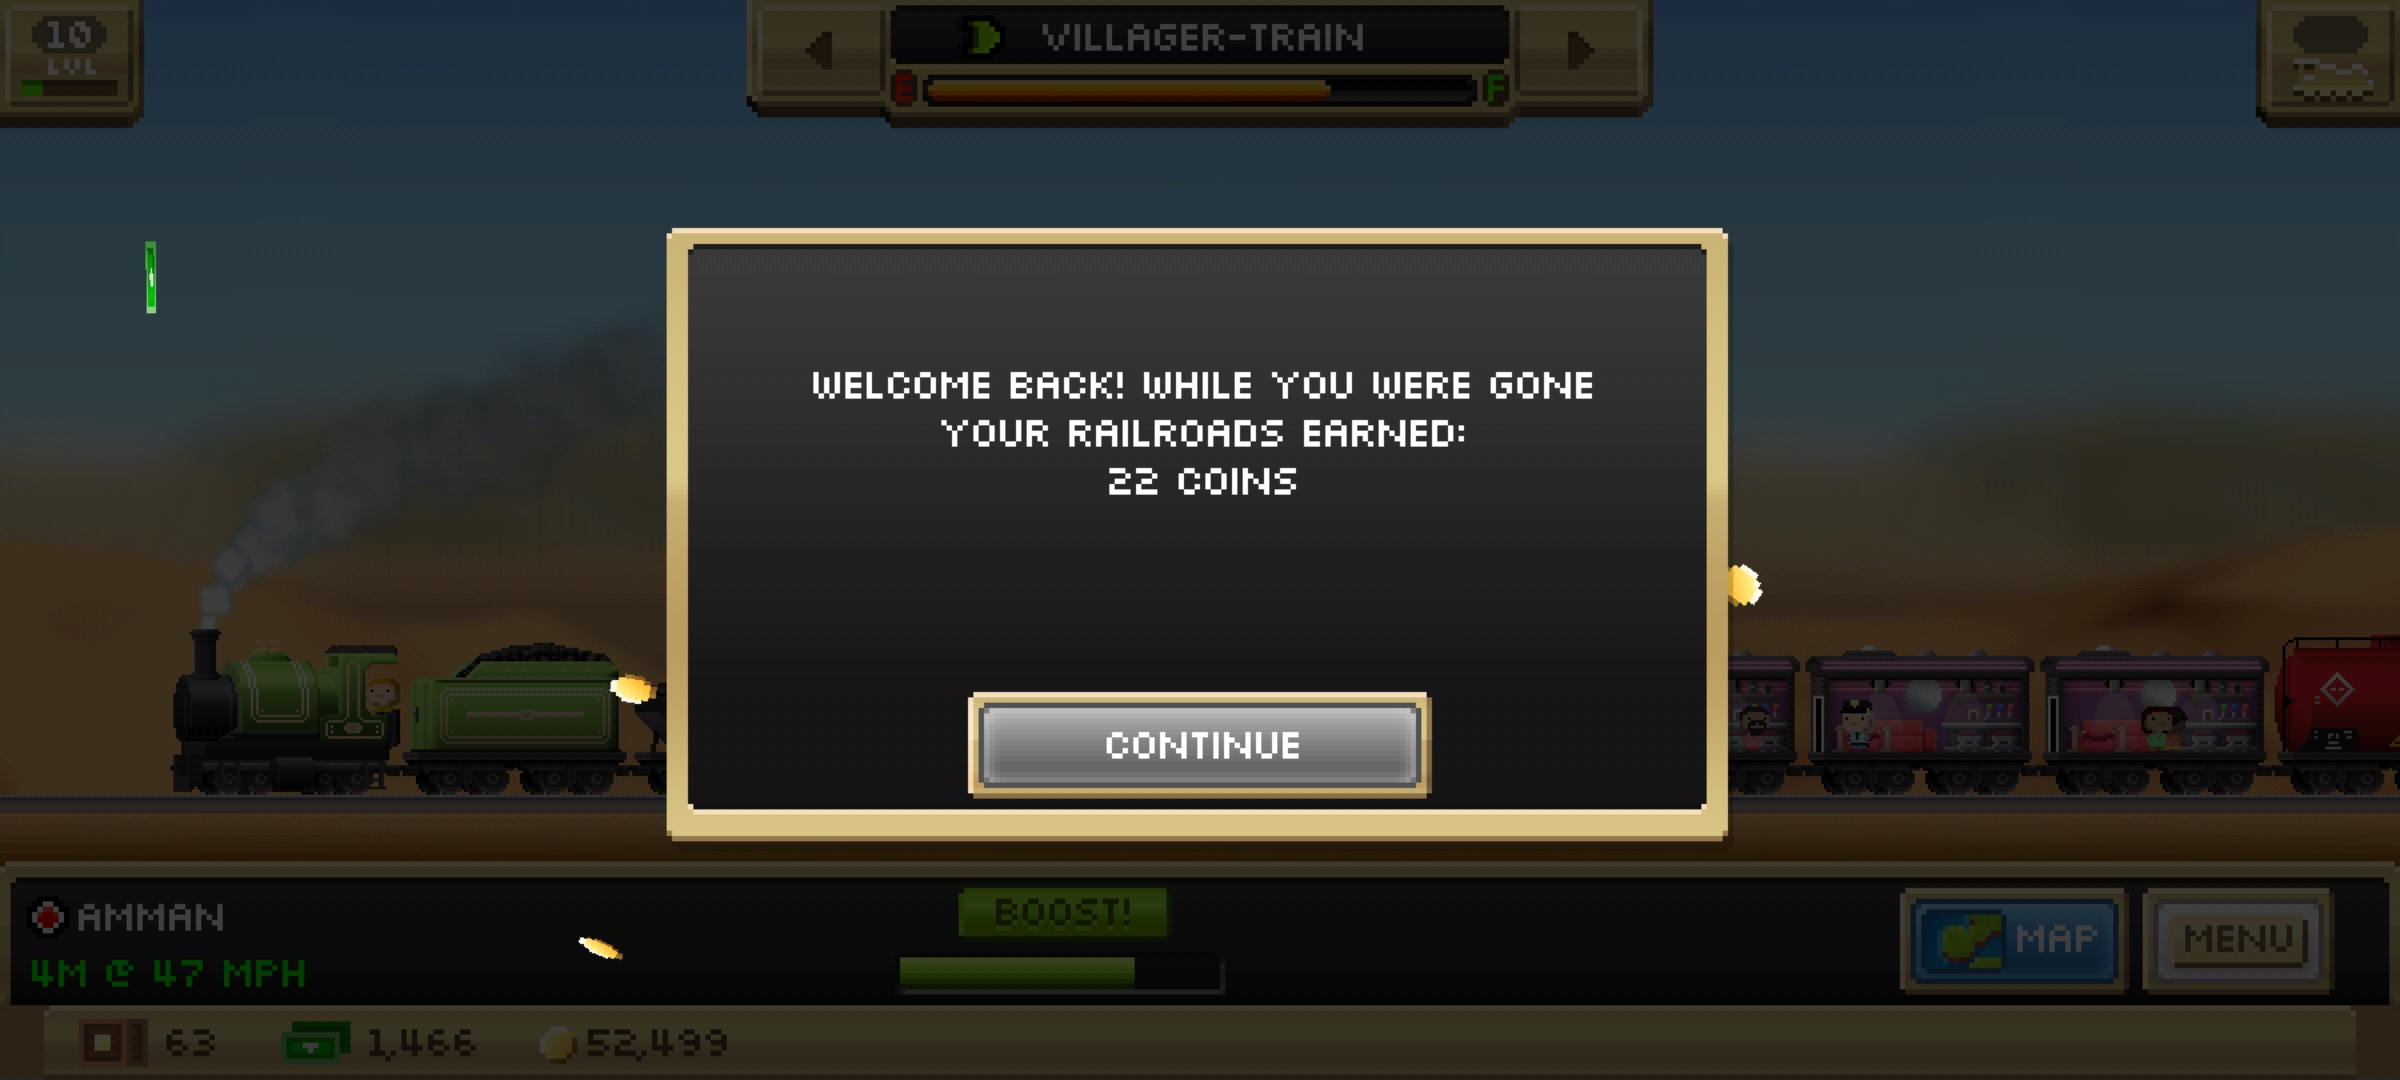 10
LVL
VILLAGER-TRAIN
E F
WELCOME BACK! WHILE YOU WERE GONE
YOUR RAILROADS EARNED:
22 COINS
CONTINUE
AMMAN
4M @ 47 MPH
BOOST!
MAP
MENU
63
1,466
52,499